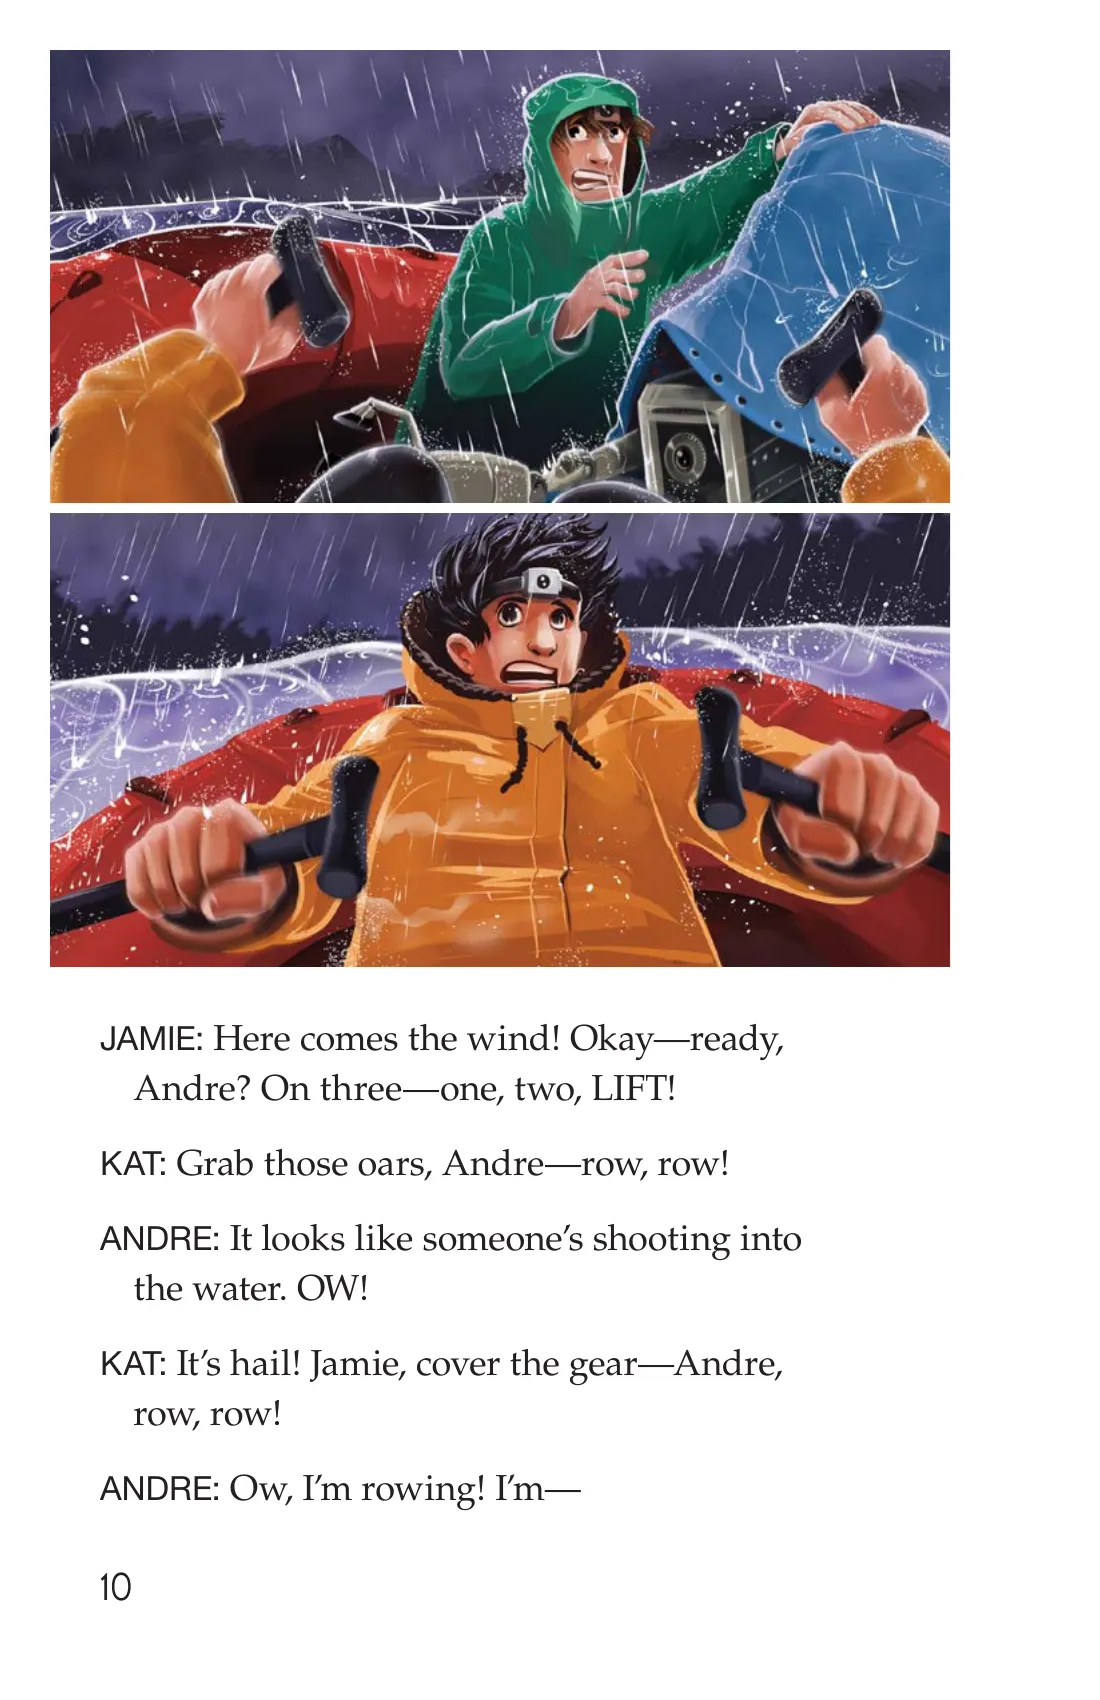 JAMIE: Here comes the wind! Okay—ready,
Andre? On three—one, two, LIFT!
KAT: Grab those oars, Andre—row, row!
ANDRE: It looks like someone’s shooting into
the water. OW!
KAT: It’s hail! Jamie, cover the gear—Andre,
row, row!
ANDRE: Ow, I’m rowing! I’m—
10